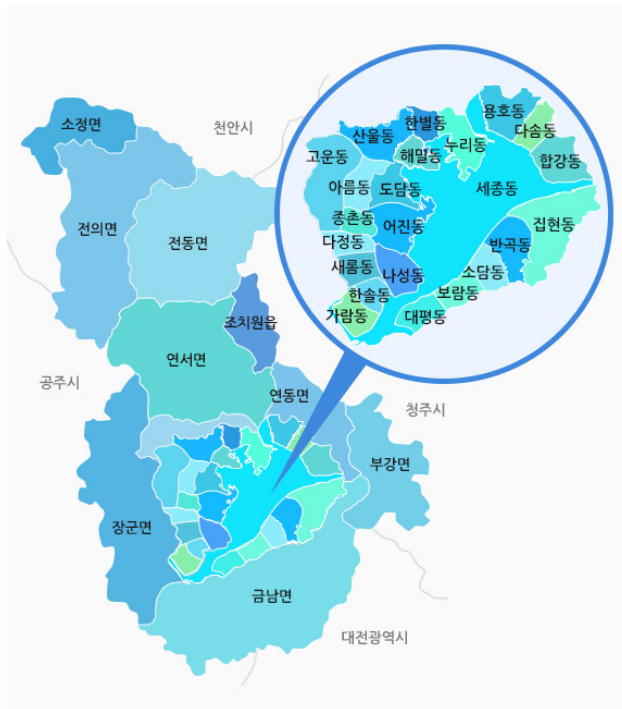 소정면
천안시
전의면
전동면
조치원읍
연서면
공주시
연동면
청주시
부강면
장군면
금남면
대전광역시
용호동
한별동
다솜동
산울동
누리동
해밀동
합강동
고운동
아름동
도담동
세종동
종촌동
어진동
집현동
다정동
반곡동
새롬동
나성동
소담동
한솔동
보람동
가람동
대평동